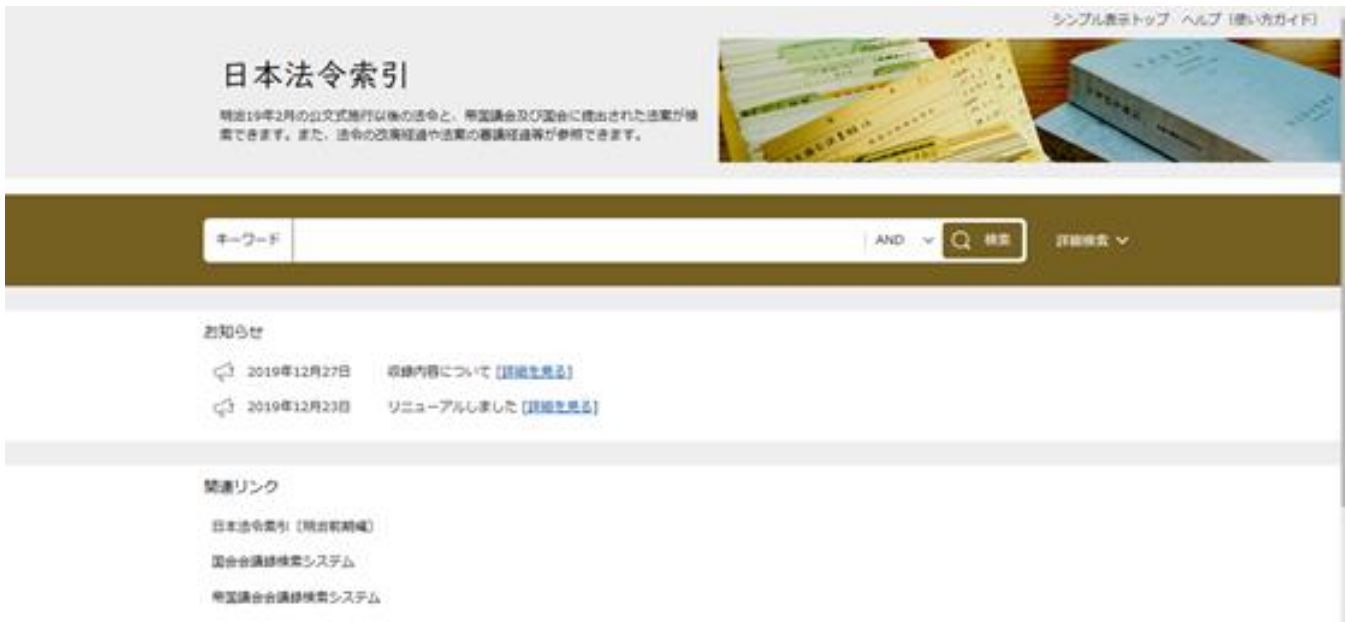 シンプル表示トップ ヘルプ（使い方ガイド）
日本法令索引
明治19年2月の公文式施行以後の法令と、帝国議会及び国会に提出された法案が検
索できます。また、法令の改廃経過や法案の審議経過等が参照できます。
キーワード AND 検索 詳細検索
お知らせ
2019年12月27日 収録内容について [詳細を見る]
2019年12月23日 リニューアルしました [詳細を見る]
関連リンク
日本法令索引〔明治前期編〕
国会会議録検索システム
帝国議会会議録検索システム